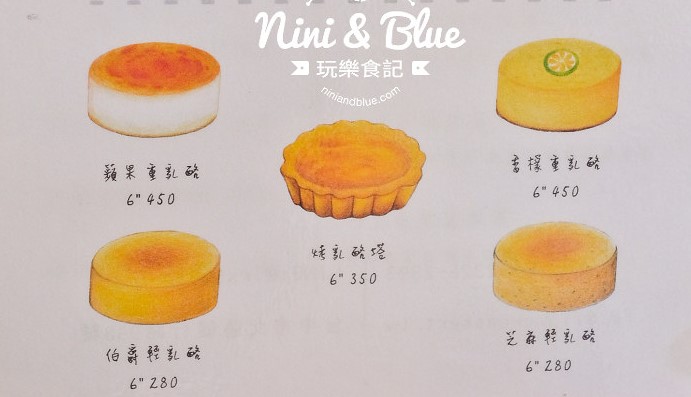 Nini & Blue
玩樂食記
niniandblue.com
蘋果重乳酪
6" 450
香檬重乳酪
6" 450
烤乳酪塔
6" 350
伯爵輕乳酪
6" 280
芝麻輕乳酪
6" 280